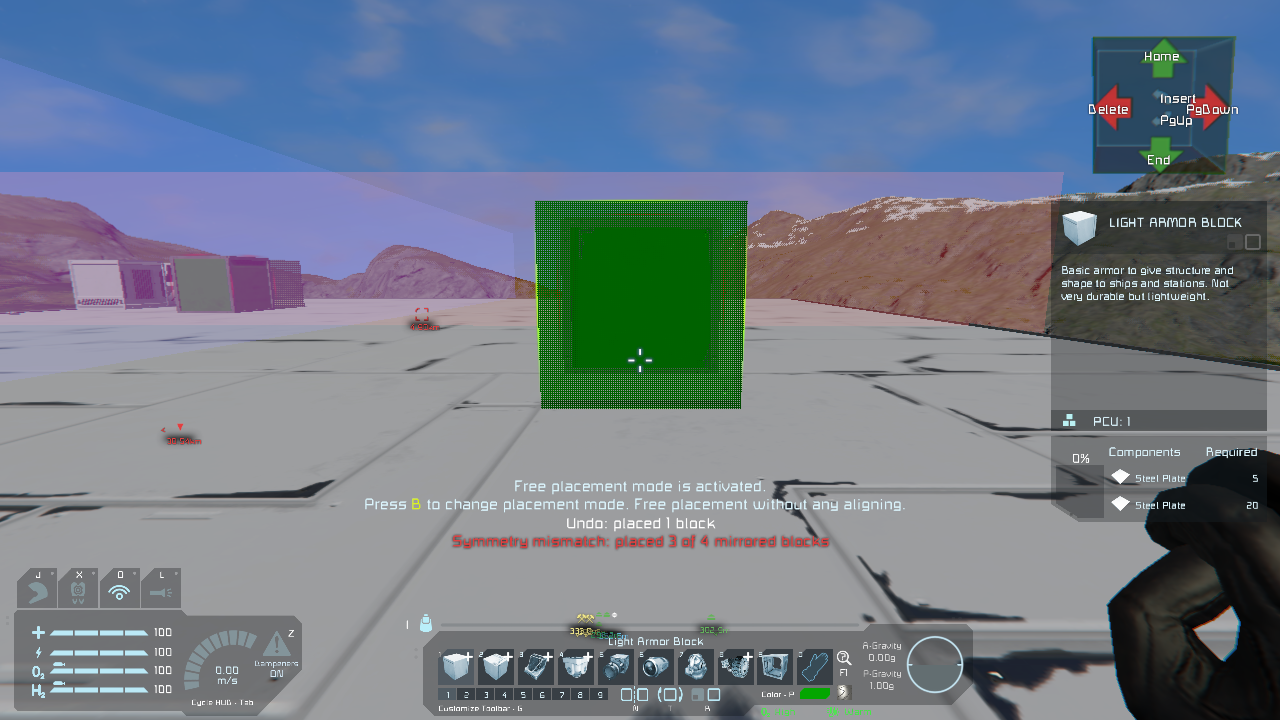 Home
Delete
Insert
PgDown
PgUp
End
LIGHT ARMOR BLOCK
Basic armor to give structure and
shape to ships and stations. Not
very durable but lightweight.
PCU: 1
0% Components Required
Steel Plate 5
Steel Plate 20
Free placement mode is activated.
Press B to change placement mode. Free placement without any aligning.
Undo: placed 1 block
Symmetry mismatch: placed 3 of 4 mirrored blocks
J X O L
100
100
O2 100
H2 100
0.00
m/s
Z
Dampeners
ON
Cycle HUD - Tab
Light Armor Block
F1
1 2 3 4 5 6 7 8 9
Customize Toolbar - G
Color - P
A-Gravity
0.00g
P-Gravity
1.00g